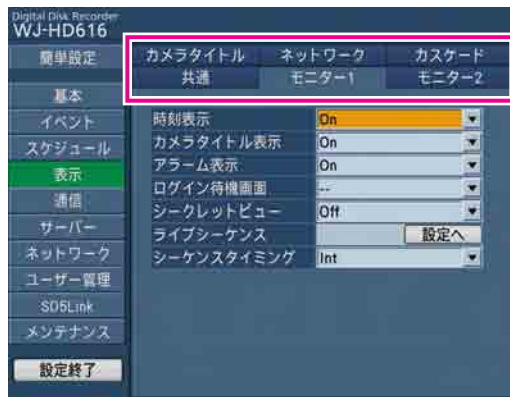 Digital Disk Recorder
WJ-HD616
簡単設定
基本
イベント
スケジュール
表示
通信
サーバー
ネットワーク
ユーザー管理
SD5Link
メンテナンス
設定終了
カメラタイトル ネットワーク カスケード
共通 モニター1 モニター2
時刻表示 On
カメラタイトル表示 On
アラーム表示 On
ログイン待機画面 --
シークレットビュー Off
ライブシーケンス 設定へ
シーケンスタイミング Int